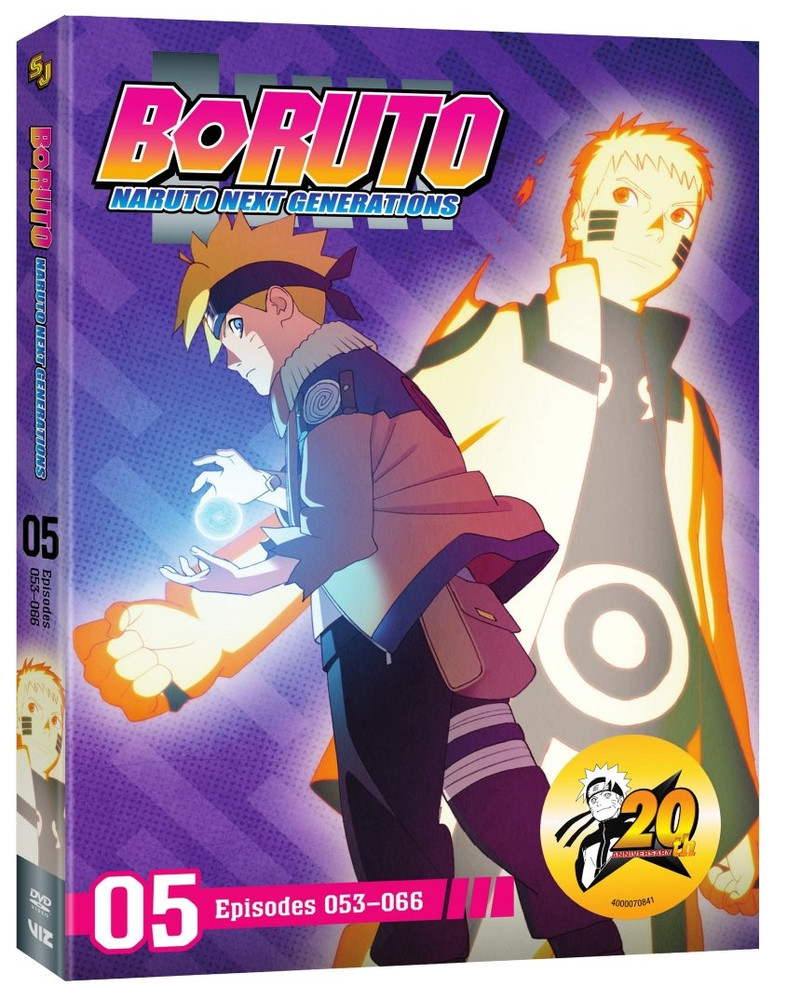 SJ
BORUTO
NARUTO NEXT GENERATIONS
05
Episodes
053–066
DVD
VIDEO
VIZ
BORUTO
NARUTO NEXT GENERATIONS
20th
ANNIVERSARY
4000070841
05
Episodes 053–066